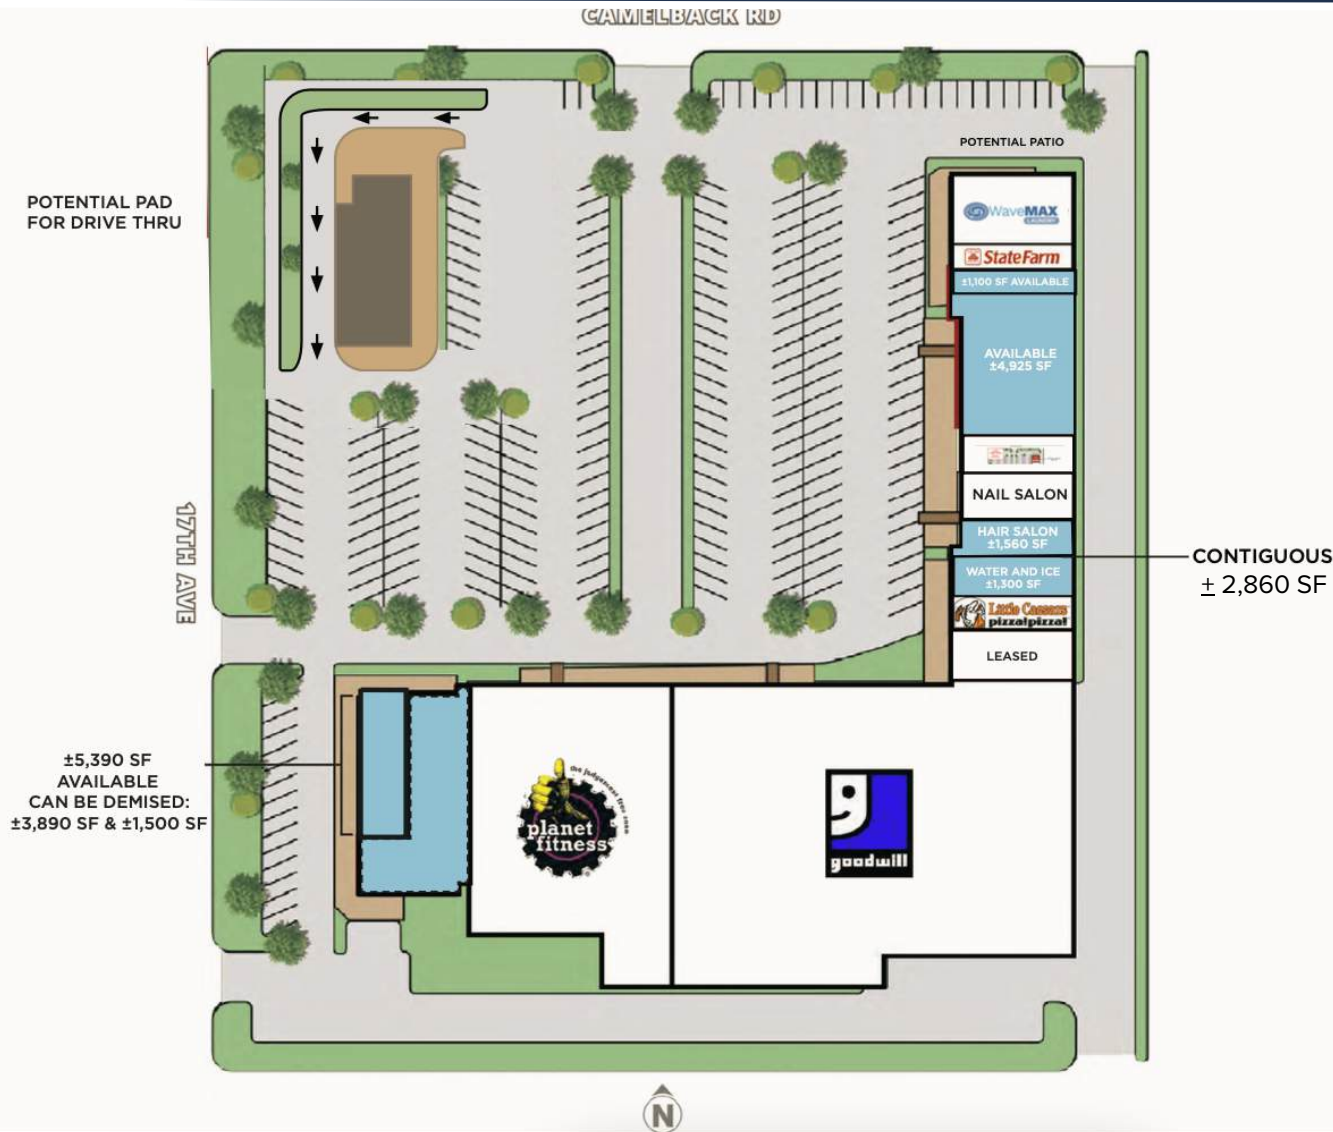 CAMELBACK RD
POTENTIAL PATIO
POTENTIAL PAD
FOR DRIVE THRU
WaveMAX
LAUNDRY
StateFarm
±1,100 SF AVAILABLE
AVAILABLE
±4,925 SF
NAIL SALON
17TH AVE
HAIR SALON
±1,560 SF
CONTIGUOUS
± 2,860 SF
WATER AND ICE
±1,300 SF
Little Caesars
pizza!pizza!
LEASED
±5,390 SF
AVAILABLE
CAN BE DEMISED:
±3,890 SF & ±1,500 SF
the judgement free zone
planet
fitness
goodwill
N